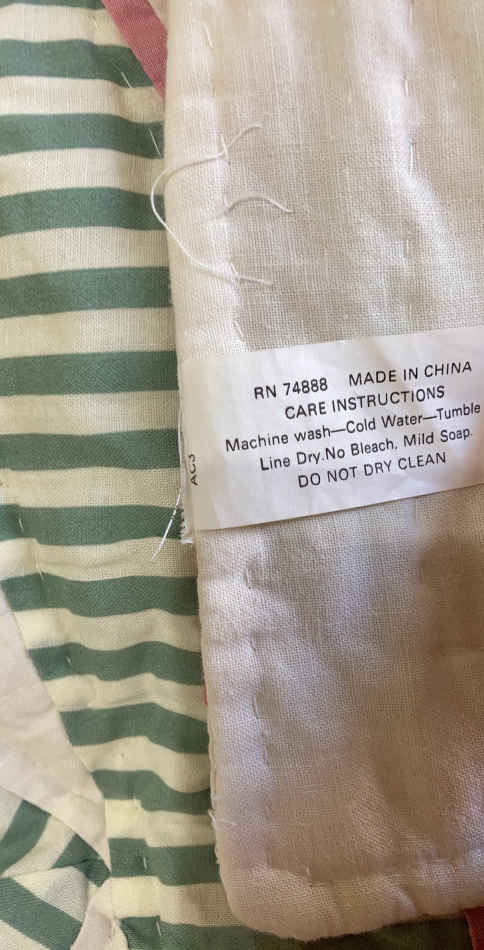 RN 74888 MADE IN CHINA
CARE INSTRUCTIONS
Machine wash—Cold Water—Tumble
Line Dry.No Bleach, Mild Soap.
DO NOT DRY CLEAN
AC3